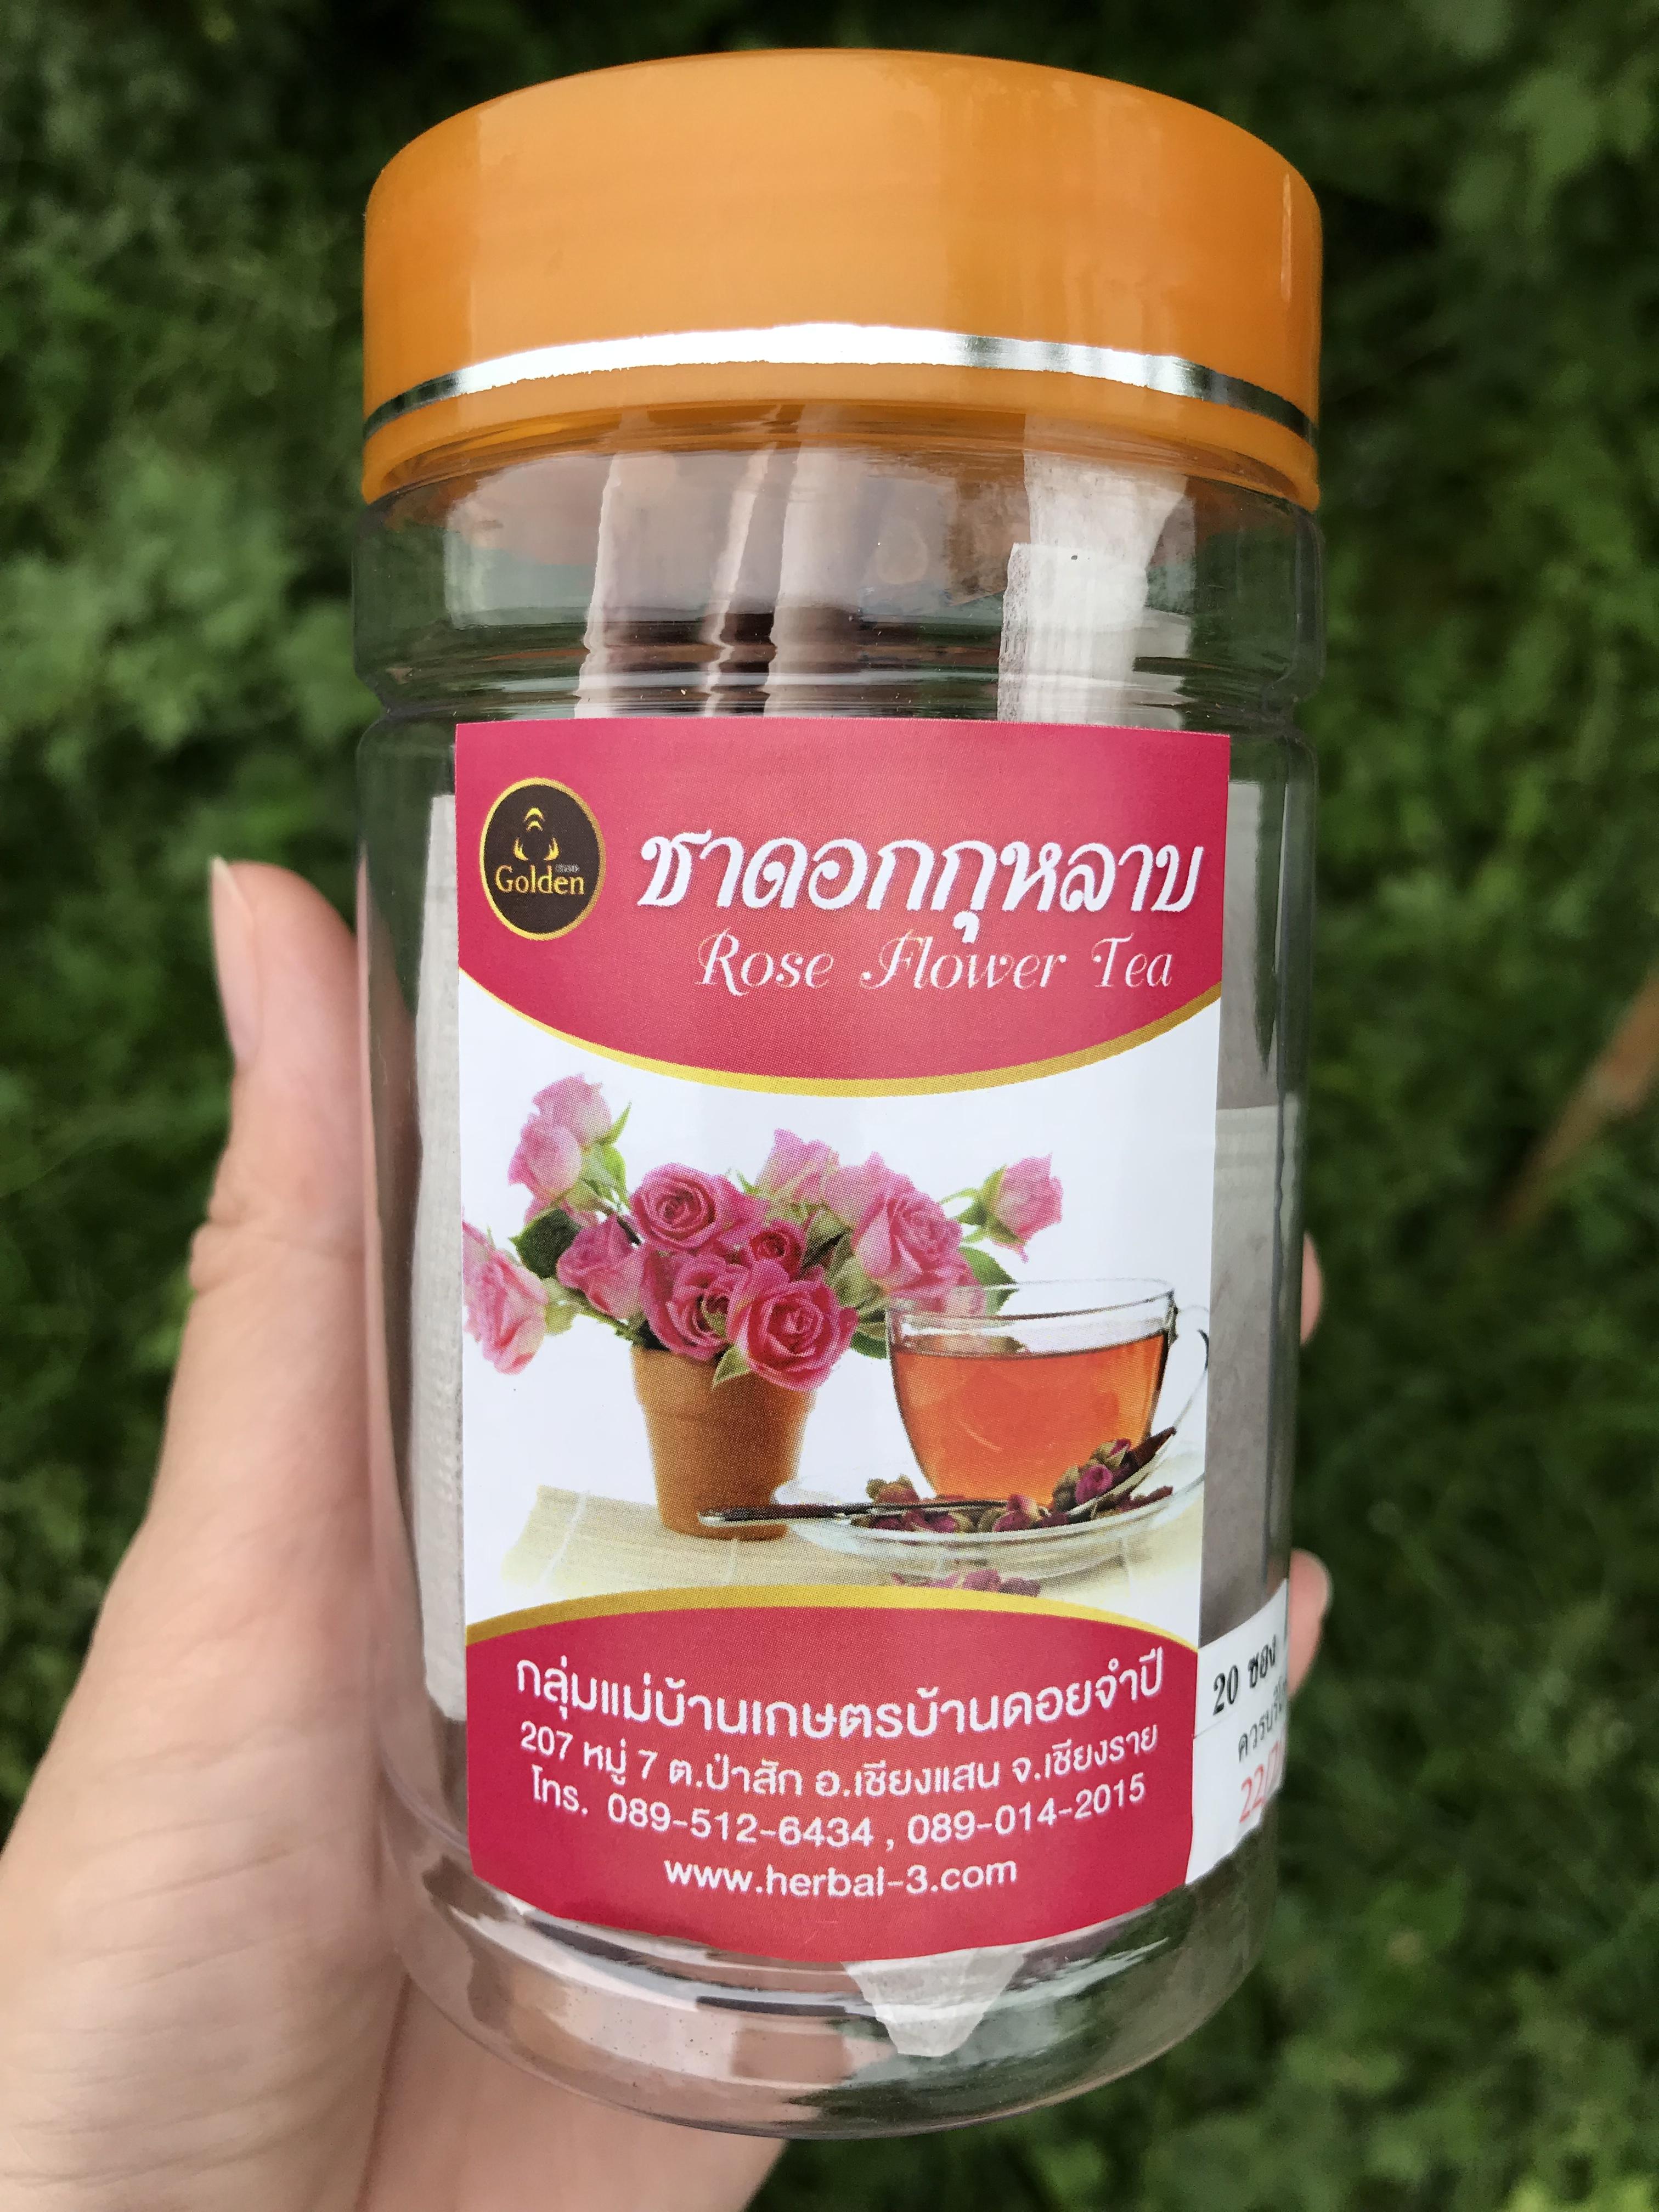 Golden
ชาดอกกุหลาบ
Rose Flower Tea
กลุ่มแม่บ้านเกษตรบ้านดอยจำปี
207 หมู่ 7 ต.ป่าสัก อ.เชียงแสน จ.เชียงราย
โทร. 089-512-6434 , 089-014-2015
www.herbal-3.com
20 ซอง
22/